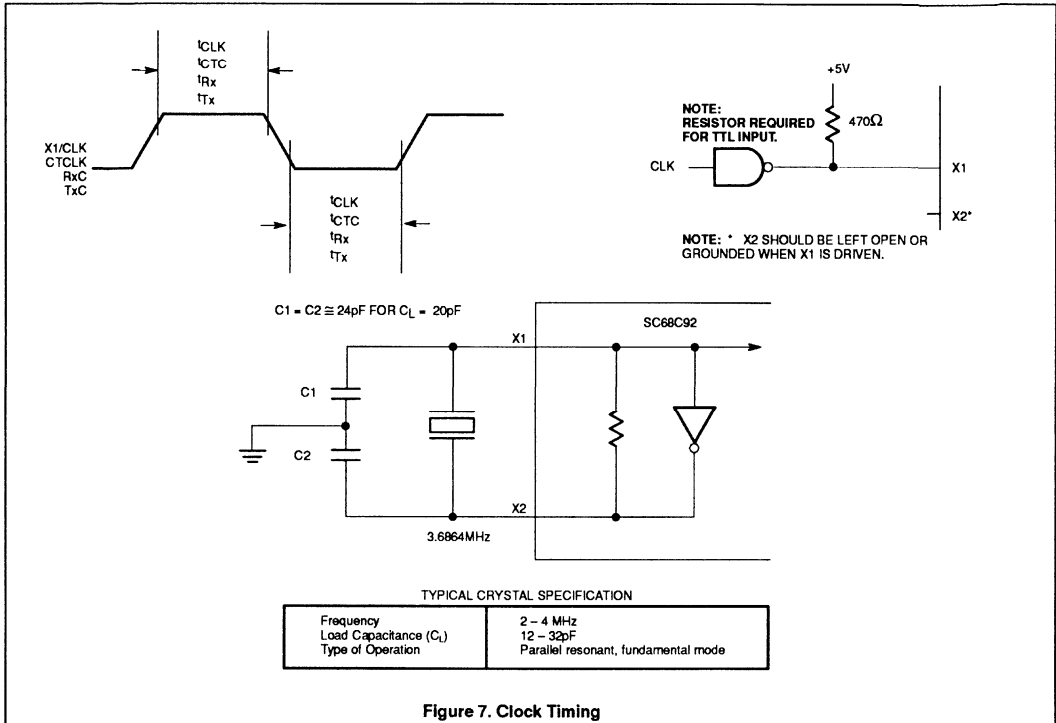 tCLK
tCTC
tRx
tTx
X1/CLK
CTCLK
RxC
TxC
tCLK
tCTC
tRx
tTx
+5V
NOTE:
RESISTOR REQUIRED
FOR TTL INPUT.
470Ω
CLK
X1
X2*
NOTE: * X2 SHOULD BE LEFT OPEN OR
GROUNDED WHEN X1 IS DRIVEN.
C1 = C2 ≅ 24pF FOR CL = 20pF
SC68C92
X1
C1
C2
X2
3.6864MHz
TYPICAL CRYSTAL SPECIFICATION
Frequency 2 – 4 MHz
Load Capacitance (CL) 12 – 32pF
Type of Operation Parallel resonant, fundamental mode
Figure 7. Clock Timing